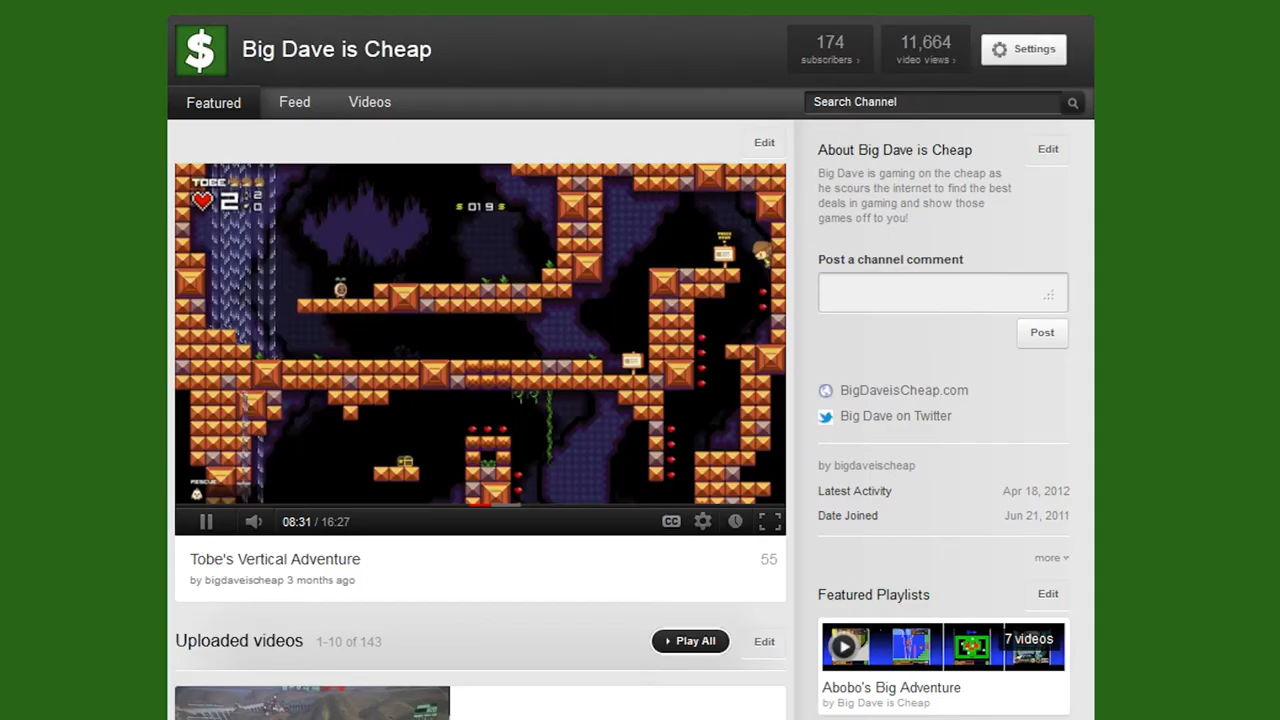 $
Big Dave is Cheap
174
subscribers ›
11,664
video views ›
Settings
Featured
Feed
Videos
Search Channel
Edit
TOBE
2
2
0
$ 019 $
RESCUE
08:31 / 16:27
CC
Tobe's Vertical Adventure
55
by bigdaveischeap 3 months ago
Uploaded videos
1-10 of 143
Play All
Edit
About Big Dave is Cheap
Edit
Big Dave is gaming on the cheap as
he scours the internet to find the best
deals in gaming and show those
games off to you!
Post a channel comment
Post
BigDaveisCheap.com
Big Dave on Twitter
by bigdaveischeap
Latest Activity
Apr 18, 2012
Date Joined
Jun 21, 2011
more
Featured Playlists
Edit
7 videos
Abobo's Big Adventure
by Big Dave is Cheap